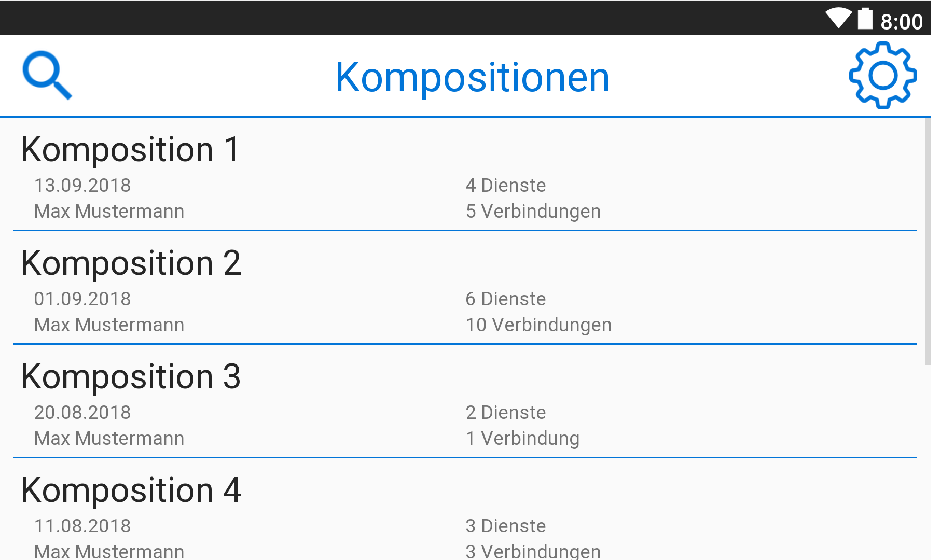 8:00
Kompositionen
Komposition 1
13.09.2018 4 Dienste
Max Mustermann 5 Verbindungen
Komposition 2
01.09.2018 6 Dienste
Max Mustermann 10 Verbindungen
Komposition 3
20.08.2018 2 Dienste
Max Mustermann 1 Verbindung
Komposition 4
11.08.2018 3 Dienste
Max Mustermann 3 Verbindungen